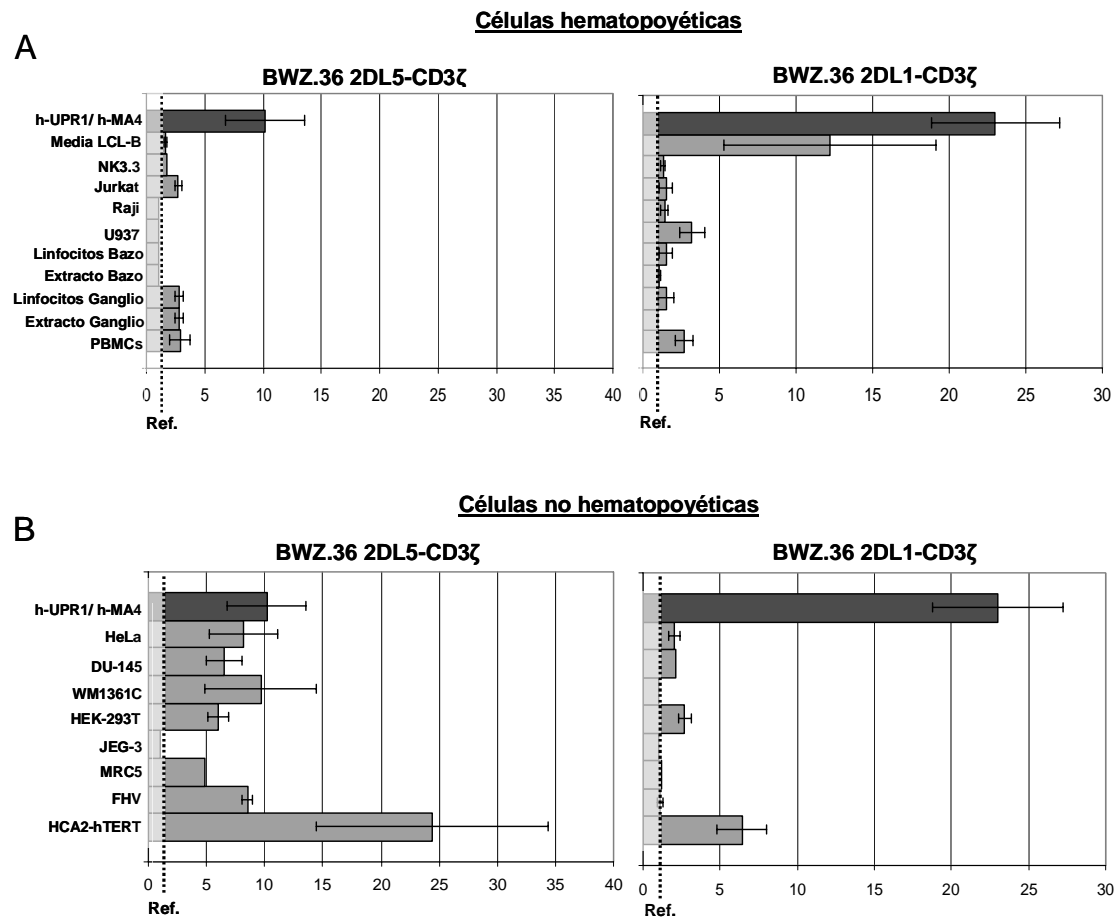 Células hematopoyéticas
A
BWZ.36 2DL5-CD3ζ
BWZ.36 2DL1-CD3ζ
h-UPR1/ h-MA4
Media LCL-B
NK3.3
Jurkat
Raji
U937
Linfocitos Bazo
Extracto Bazo
Linfocitos Ganglio
Extracto Ganglio
PBMCs
0 5 10 15 20 25 30 35 40
Ref.
0 5 10 15 20 25 30
Ref.
Células no hematopoyéticas
B
BWZ.36 2DL5-CD3ζ
BWZ.36 2DL1-CD3ζ
h-UPR1/ h-MA4
HeLa
DU-145
WM1361C
HEK-293T
JEG-3
MRC5
FHV
HCA2-hTERT
0 5 10 15 20 25 30 35 40
Ref.
0 5 10 15 20 25 30
Ref.